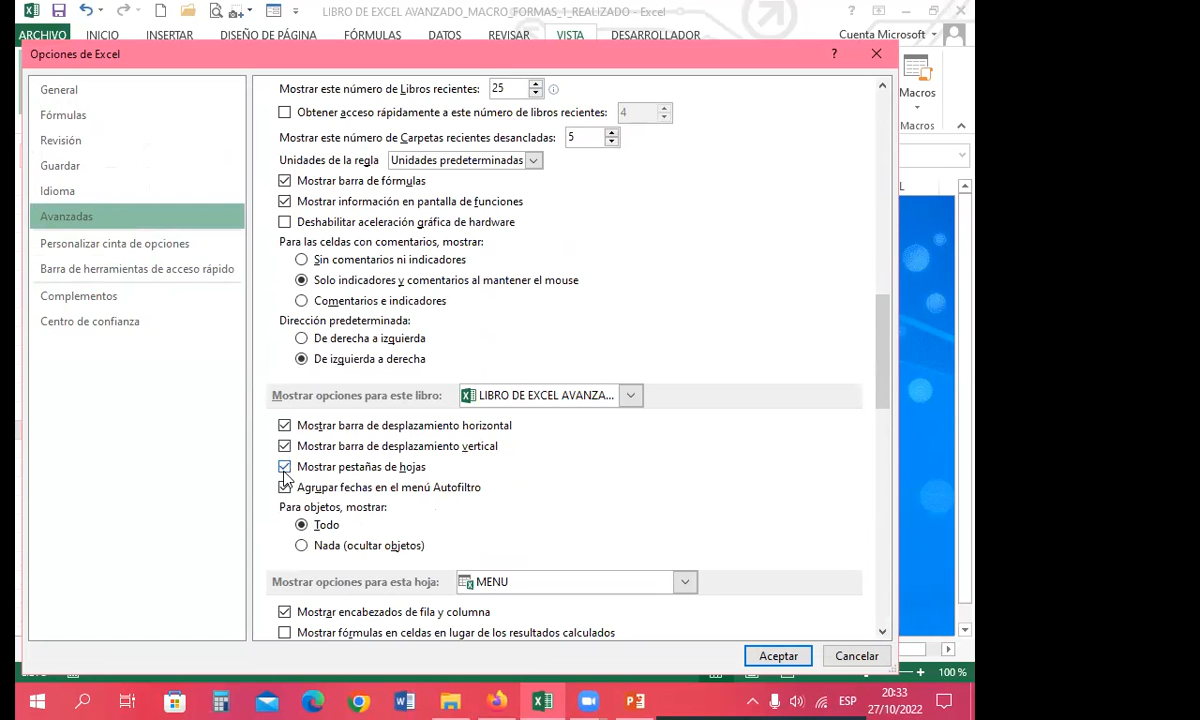 LIBRO DE EXCEL AVANZADO_MACRO_FORMAS_1_REALIZADO - Excel
?
ARCHIVO INICIO INSERTAR DISEÑO DE PÁGINA FÓRMULAS DATOS REVISAR VISTA DESARROLLADOR Cuenta Microsoft
Opciones de Excel
?
General
Fórmulas
Revisión
Guardar
Idioma
Avanzadas
Personalizar cinta de opciones
Barra de herramientas de acceso rápido
Complementos
Centro de confianza
Mostrar este número de Libros recientes: 25
Obtener acceso rápidamente a este número de libros recientes: 4
Mostrar este número de Carpetas recientes desancladas: 5
Unidades de la regla Unidades predeterminadas
Mostrar barra de fórmulas
Mostrar información en pantalla de funciones
Deshabilitar aceleración gráfica de hardware
Para las celdas con comentarios, mostrar:
Sin comentarios ni indicadores
Solo indicadores y comentarios al mantener el mouse
Comentarios e indicadores
Dirección predeterminada:
De derecha a izquierda
De izquierda a derecha
Mostrar opciones para este libro: LIBRO DE EXCEL AVANZA...
Mostrar barra de desplazamiento horizontal
Mostrar barra de desplazamiento vertical
Mostrar pestañas de hojas
Agrupar fechas en el menú Autofiltro
Para objetos, mostrar:
Todo
Nada (ocultar objetos)
Mostrar opciones para esta hoja: MENU
Mostrar encabezados de fila y columna
Mostrar fórmulas en celdas en lugar de los resultados calculados
Aceptar Cancelar
Macros
Macros
L
100 %
ESP
20:33
27/10/2022